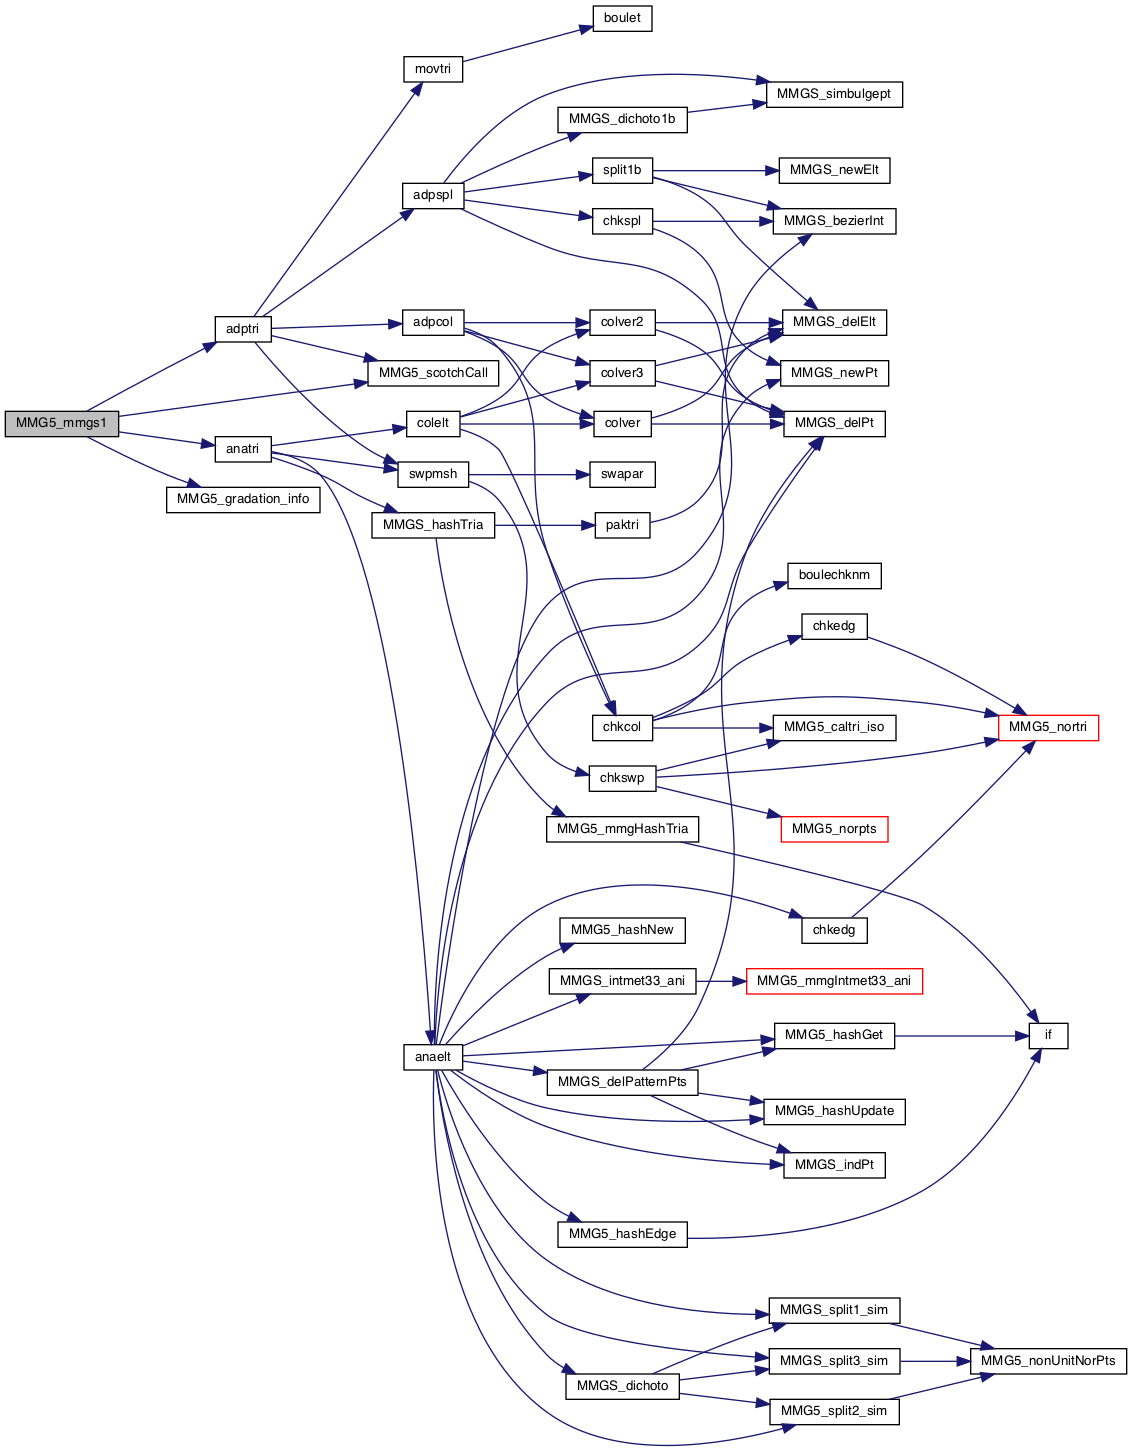 boulet
movtri
MMGS_simbulgept
MMGS_dichoto1b
split1b
MMGS_newElt
adpspl
chkspl
MMGS_bezierInt
adptri
adpcol
colver2
MMGS_delElt
MMG5_scotchCall
colver3
MMGS_newPt
MMG5_mmgs1
colelt
colver
MMGS_delPt
anatri
swpmsh
swapar
MMG5_gradation_info
MMGS_hashTria
paktri
boulechknm
chkedg
chkcol
MMG5_caltri_iso
MMG5_nortri
chkswp
MMG5_mmgHashTria
MMG5_norpts
MMG5_hashNew
chkedg
MMGS_intmet33_ani
MMG5_mmgIntmet33_ani
MMG5_hashGet
if
anaelt
MMGS_delPatternPts
MMG5_hashUpdate
MMGS_indPt
MMG5_hashEdge
MMGS_split1_sim
MMGS_split3_sim
MMG5_nonUnitNorPts
MMGS_dichoto
MMG5_split2_sim